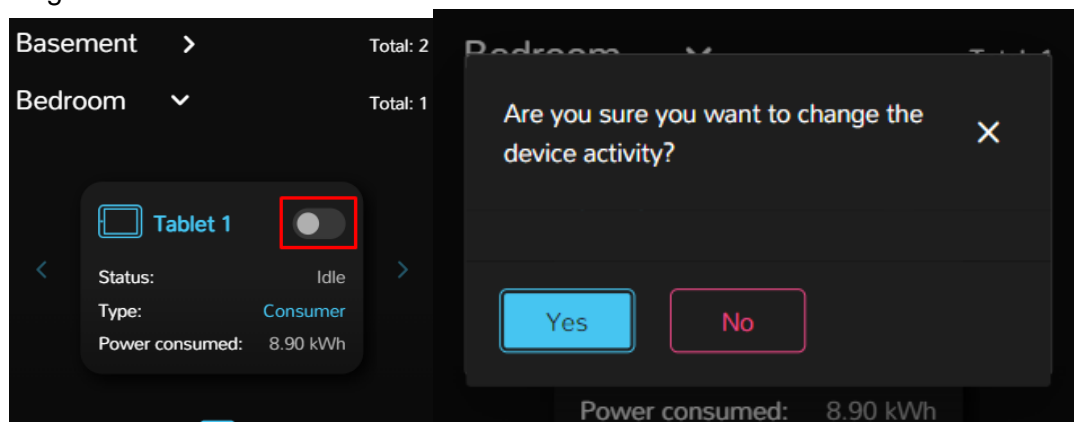 Basement
Total: 2
Bedroom
Total: 1
Tablet 1
Status: Idle
Type: Consumer
Power consumed: 8.90 kWh
Bedroom
Are you sure you want to change the
device activity?
Yes No
Power consumed: 8.90 kWh